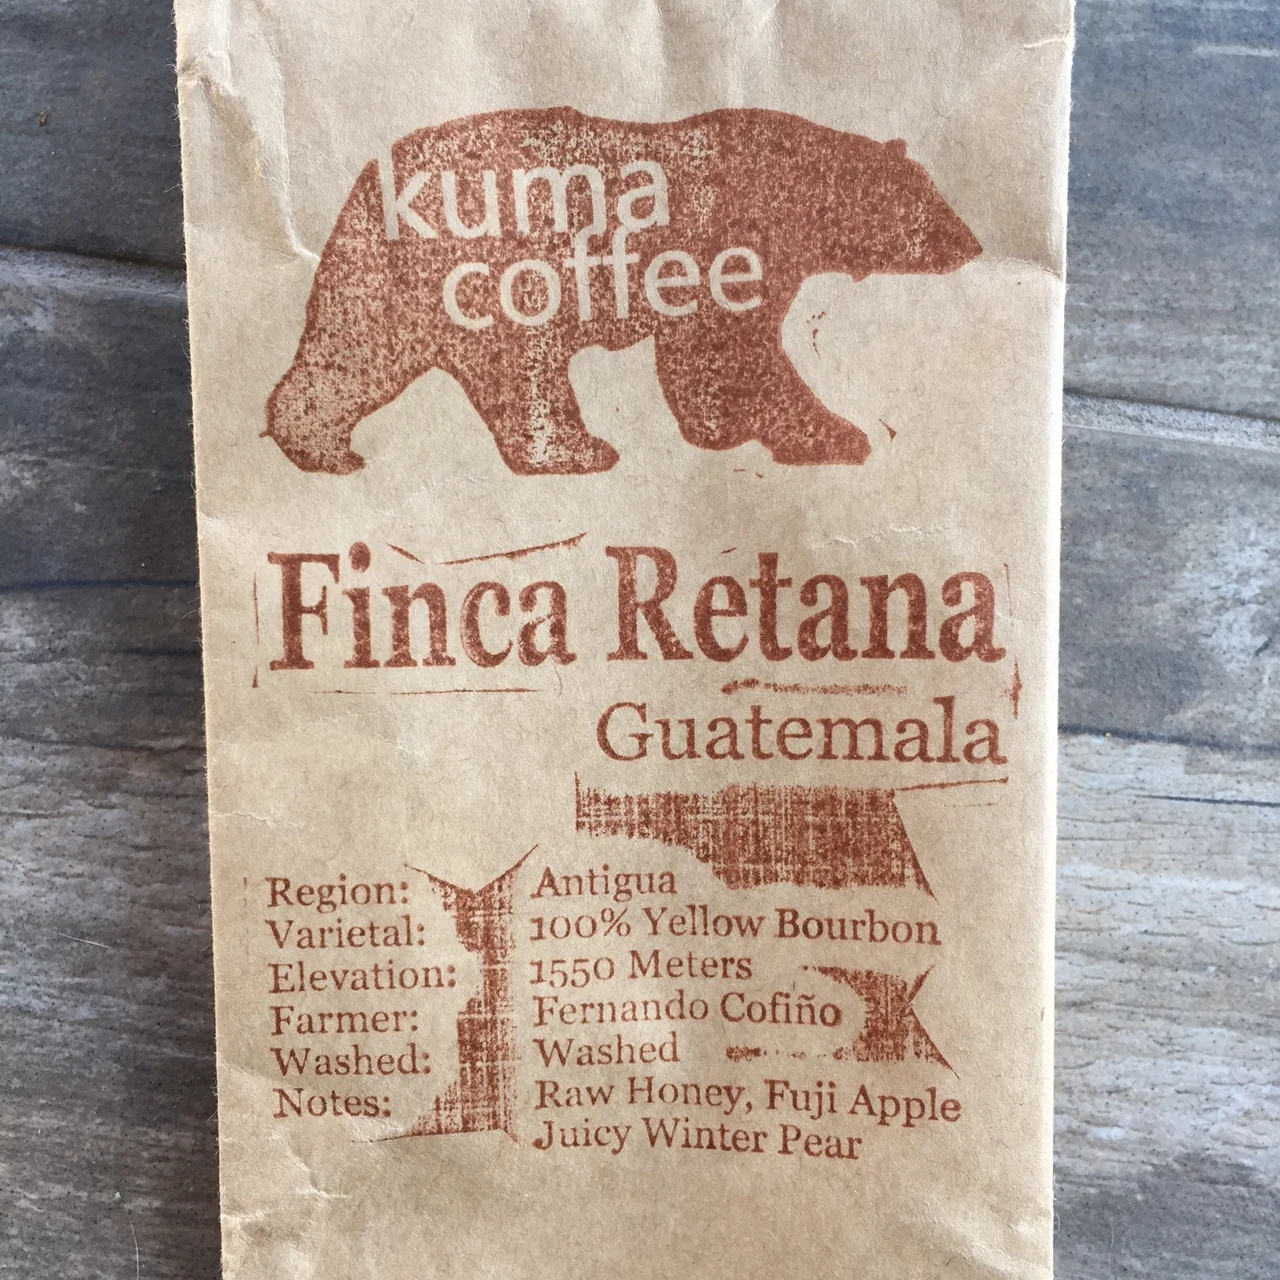 kuma
coffee
Finca Retana
Guatemala
Region: Antigua
Varietal: 100% Yellow Bourbon
Elevation: 1550 Meters
Farmer: Fernando Cofiño
Washed: Washed
Notes: Raw Honey, Fuji Apple
Juicy Winter Pear